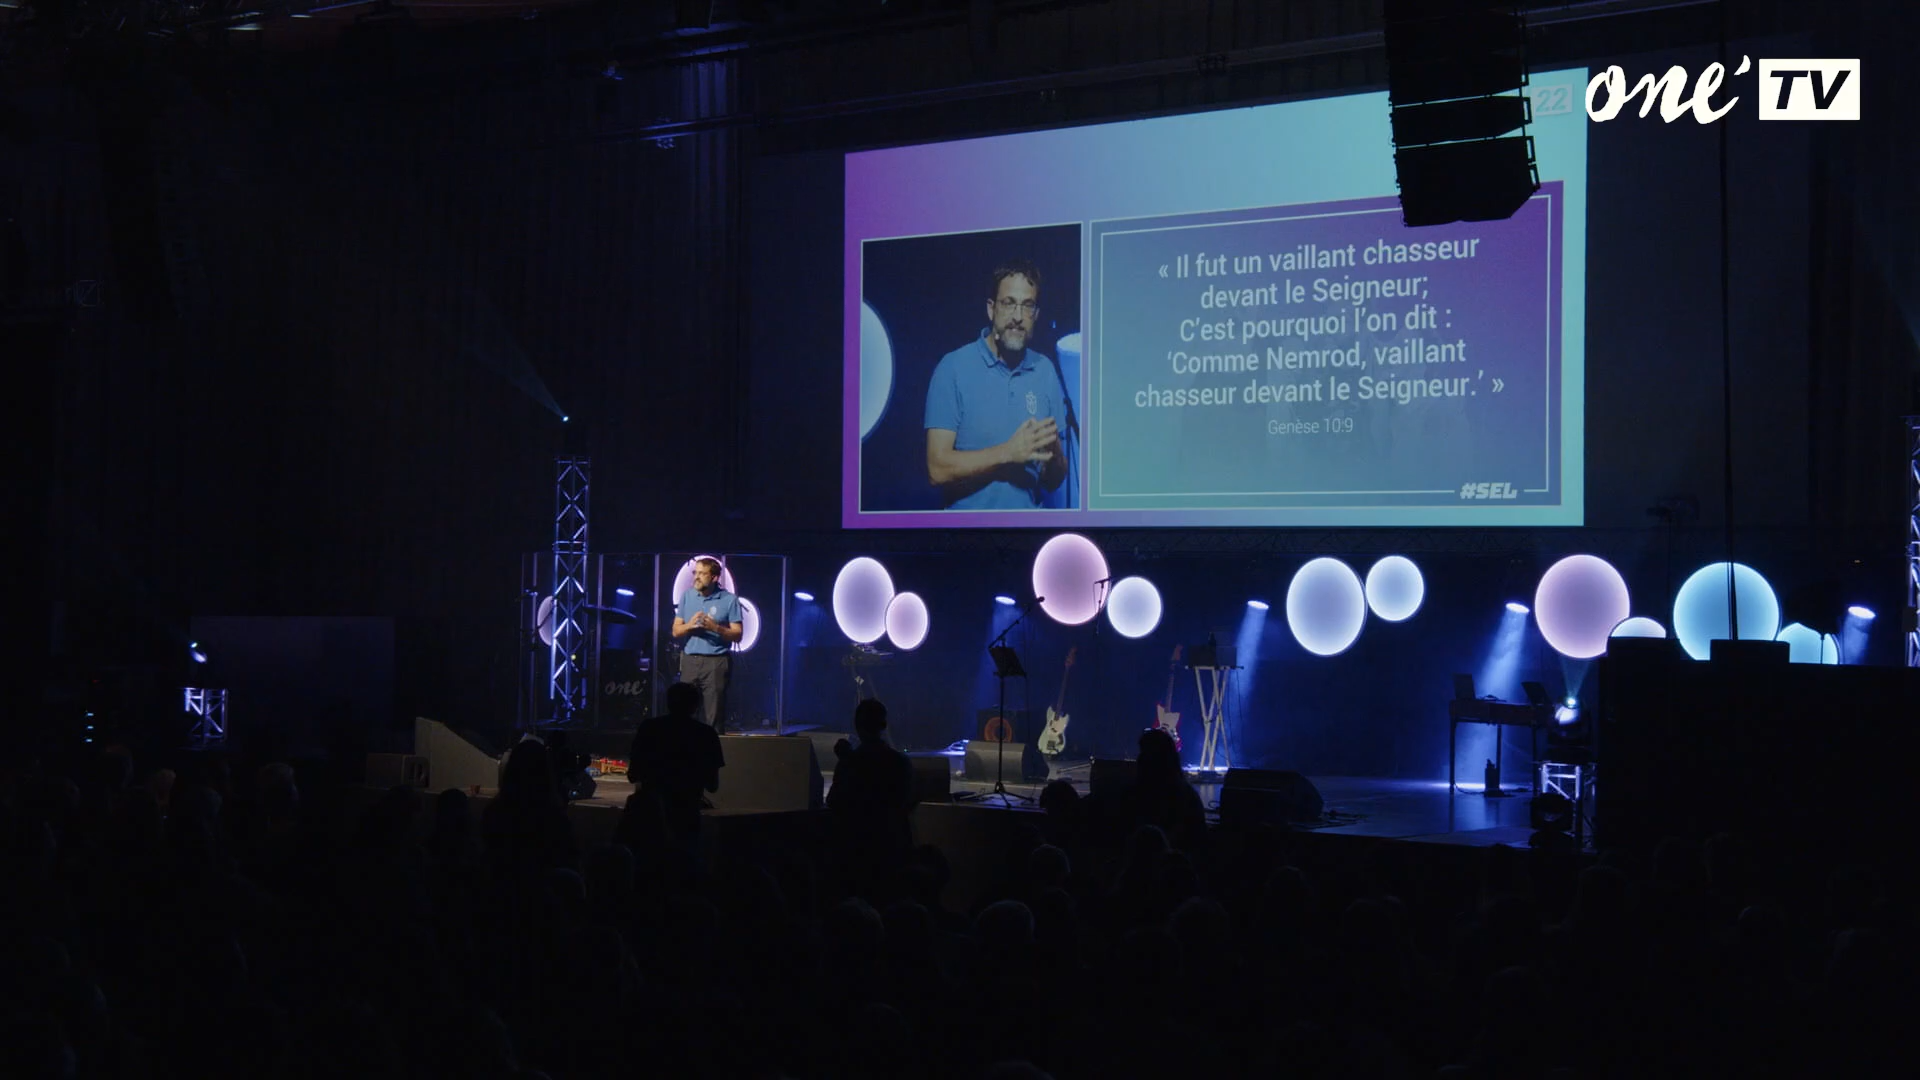 one' TV
22
« Il fut un vaillant chasseur
devant le Seigneur;
C'est pourquoi l'on dit :
‘Comme Nemrod, vaillant
chasseur devant le Seigneur.’ »
Genèse 10:9
#SEL
one'